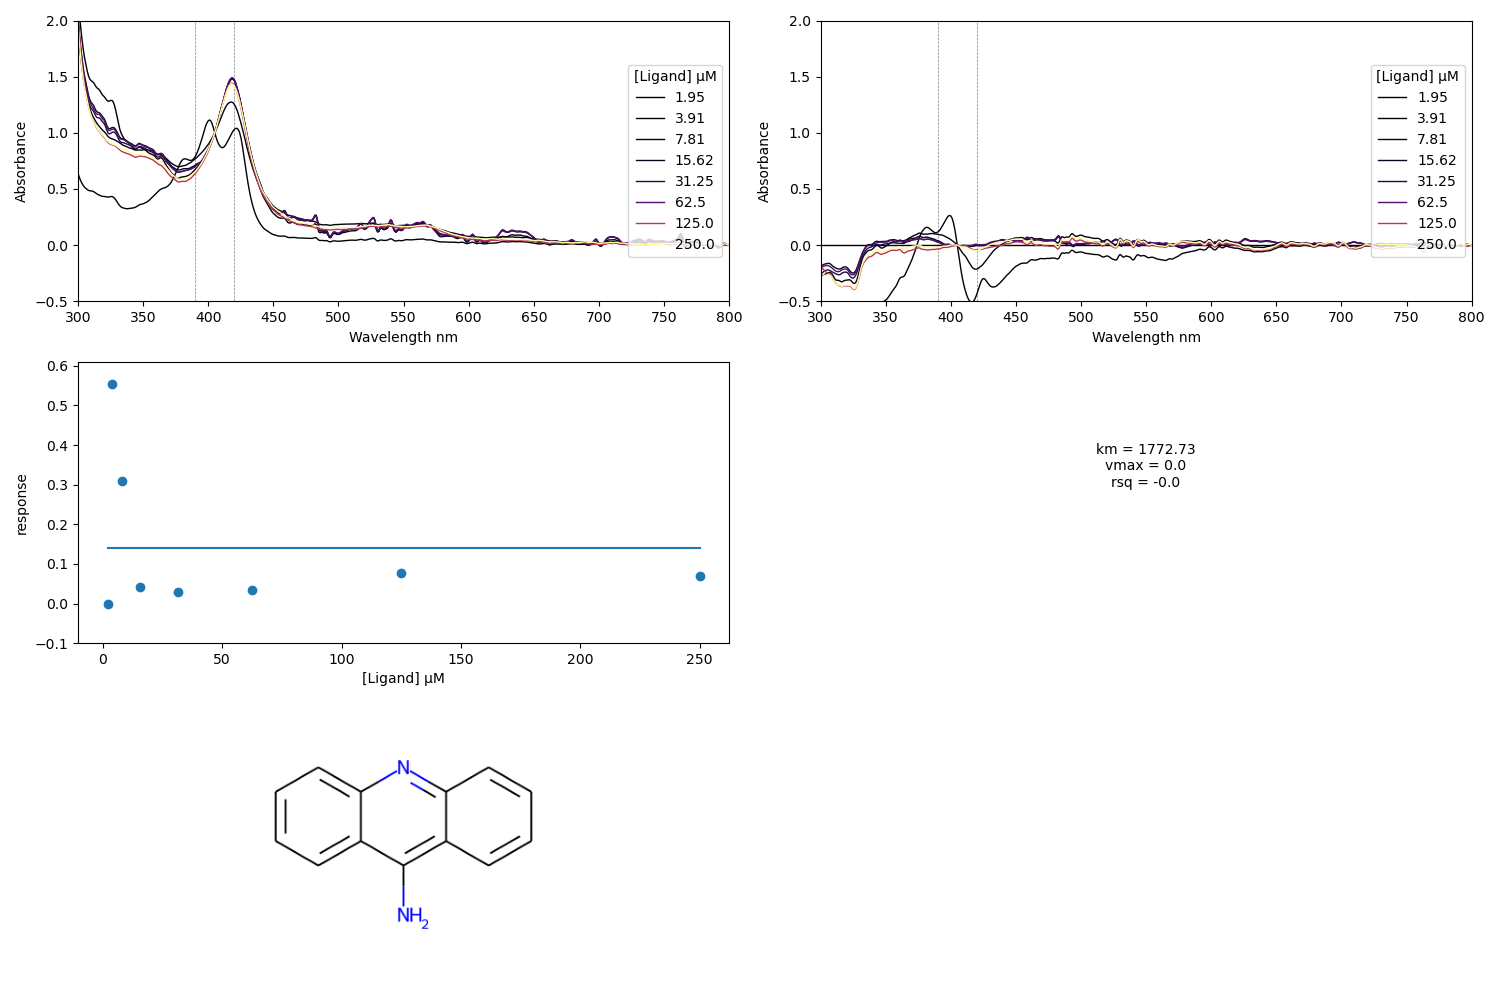 2.0
1.5
1.0
0.5
0.0
−0.5
Absorbance
300 350 400 450 500 550 600 650 700 750 800
Wavelength nm
[Ligand] µM
1.95
3.91
7.81
15.62
31.25
62.5
125.0
250.0
2.0
1.5
1.0
0.5
0.0
−0.5
Absorbance
300 350 400 450 500 550 600 650 700 750 800
Wavelength nm
[Ligand] µM
1.95
3.91
7.81
15.62
31.25
62.5
125.0
250.0
0.6
0.5
0.4
0.3
0.2
0.1
0.0
−0.1
response
0 50 100 150 200 250
[Ligand] µM
km = 1772.73
vmax = 0.0
rsq = -0.0
N
NH2